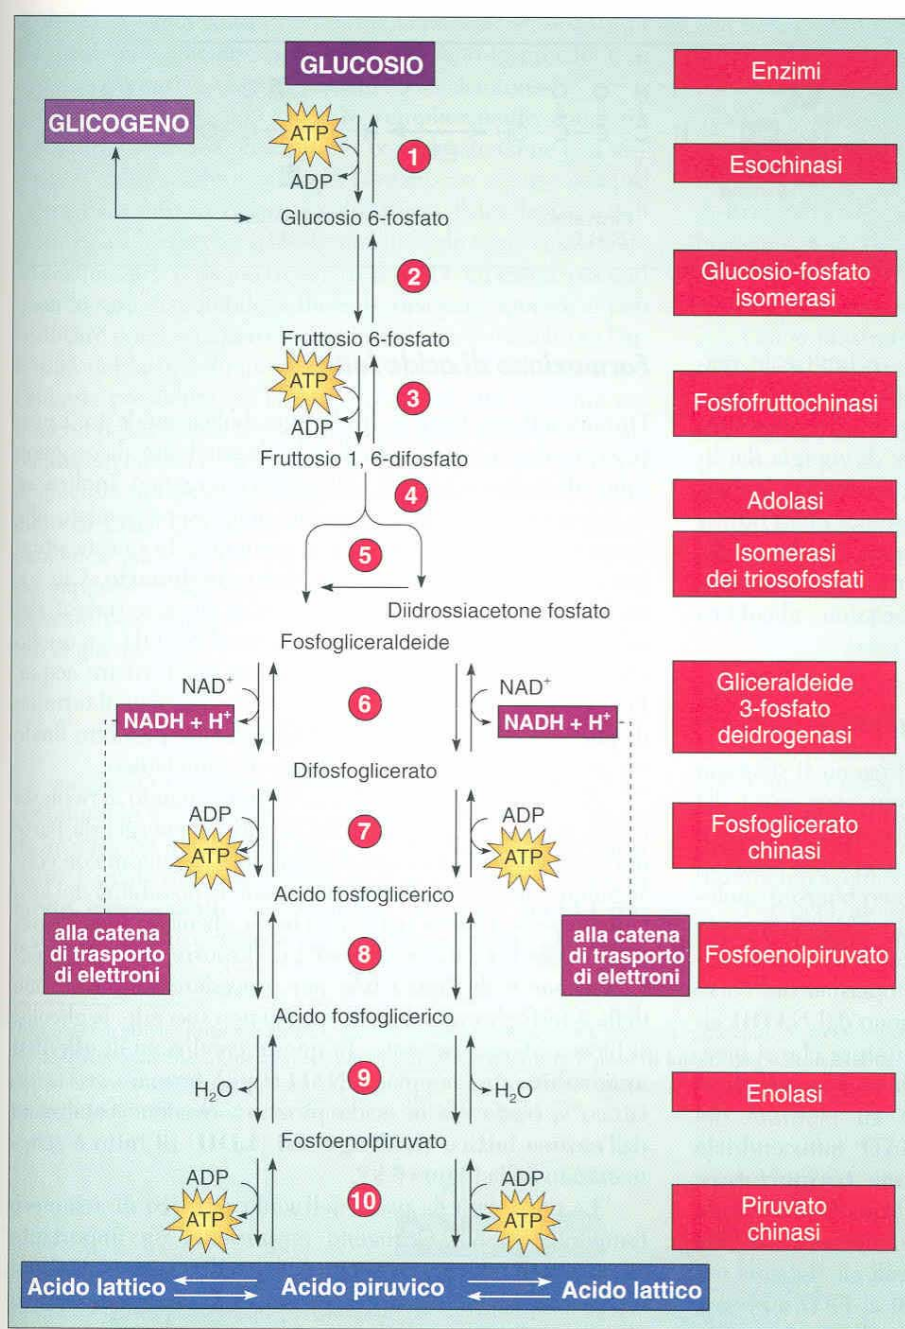 GLUCOSIO
Enzimi
GLICOGENO
ATP
1
Esochinasi
ADP
Glucosio 6-fosfato
2
Glucosio-fosfato
isomerasi
Fruttosio 6-fosfato
ATP
3
Fosfofruttochinasi
ADP
Fruttosio 1, 6-difosfato
4
Adolasi
5
Isomerasi
dei triosofosfati
Diidrossiacetone fosfato
Fosfogliceraldeide
NAD⁺
NAD⁺
6
Gliceraldeide
3-fosfato
deidrogenasi
NADH + H⁺
NADH + H⁺
Difosfoglicerato
ADP
ADP
7
Fosfoglicerato
chinasi
ATP
ATP
Acido fosfoglicerico
alla catena
di trasporto
di elettroni
8
alla catena
di trasporto
di elettroni
Fosfoenolpiruvato
Acido fosfoglicerico
H₂O
9
H₂O
Enolasi
Fosfoenolpiruvato
ADP
ADP
10
Piruvato
chinasi
ATP
ATP
Acido lattico
Acido piruvico
Acido lattico